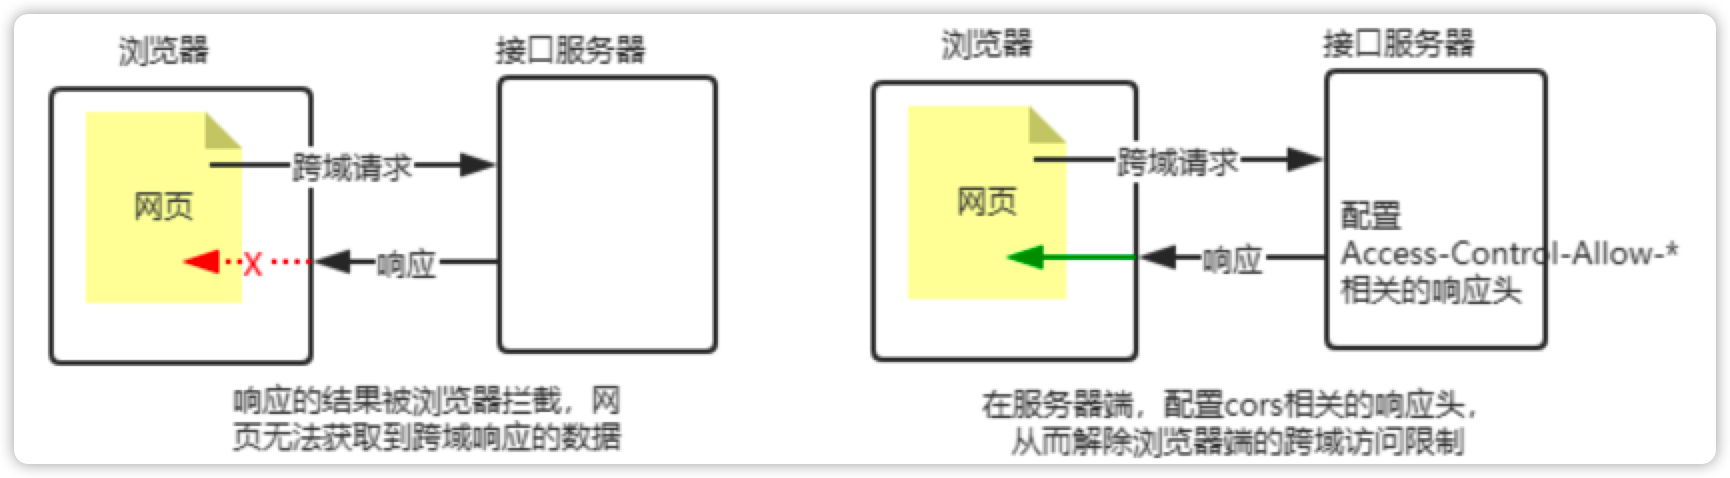 浏览器
接口服务器
跨域请求
网页
X
响应
响应的结果被浏览器拦截，网
页无法获取到跨域响应的数据
浏览器
接口服务器
跨域请求
网页
响应
配置
Access-Control-Allow-*
相关的响应头
在服务器端，配置cors相关的响应头，
从而解除浏览器端的跨域访问限制